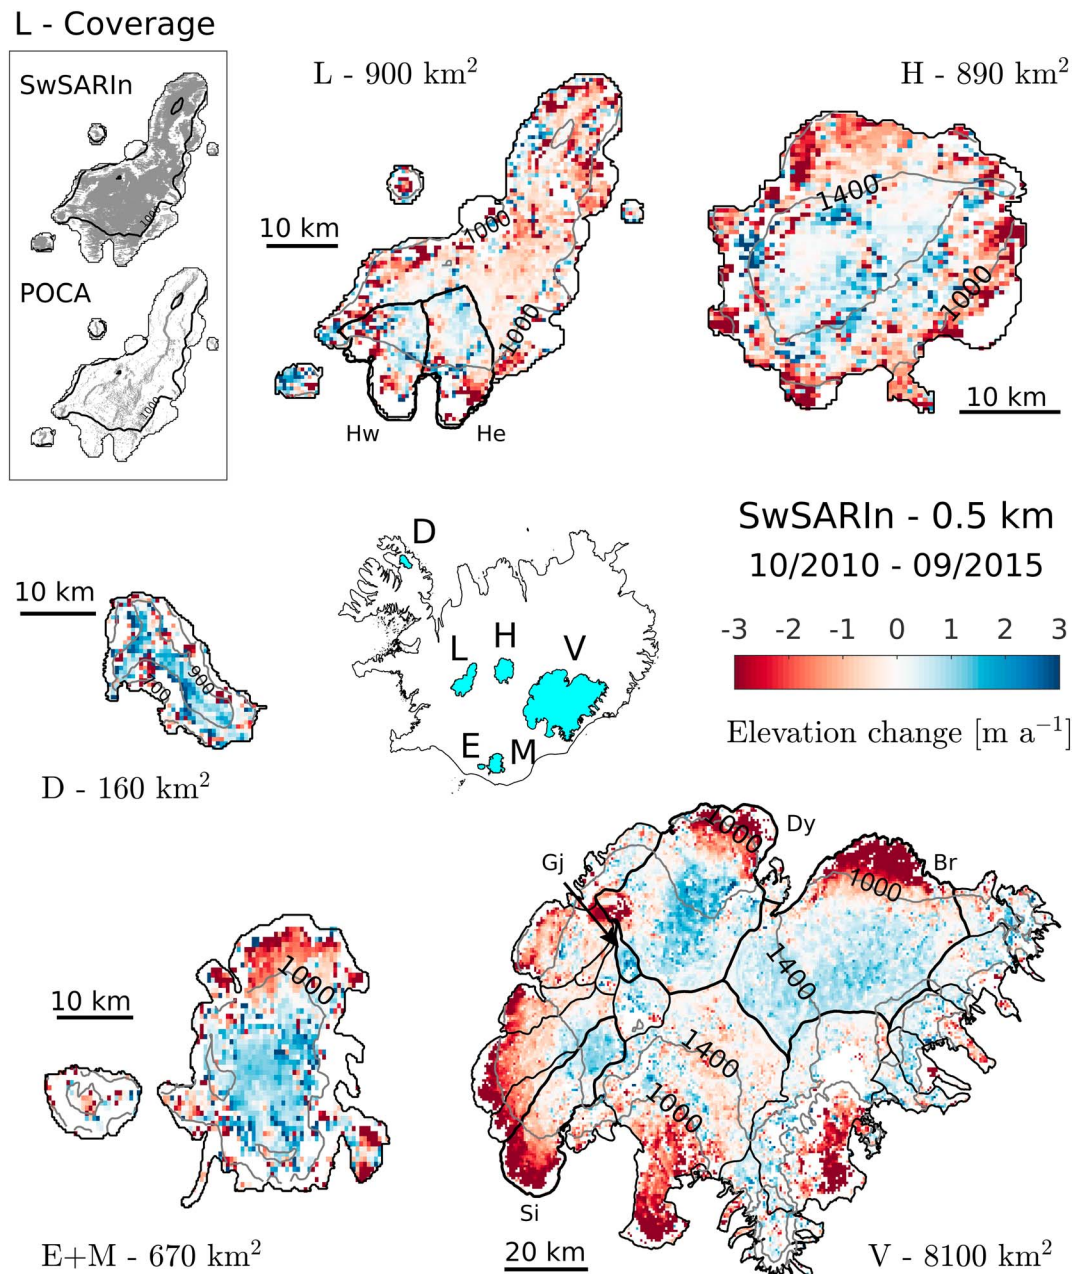 L - Coverage
SwSARIn
1000
POCA
1000
L - 900 km²
10 km
1000
1000
Hw
He
H - 890 km²
1400
1000
10 km
SwSARIn - 0.5 km
10/2010 - 09/2015
-3 -2 -1 0 1 2 3
Elevation change [m a⁻¹]
10 km
900
D - 160 km²
D
L
H
V
E
M
10 km
1000
E+M - 670 km²
Gj
Dy
Br
Si
1000
1000
1400
1400
1000
20 km
V - 8100 km²